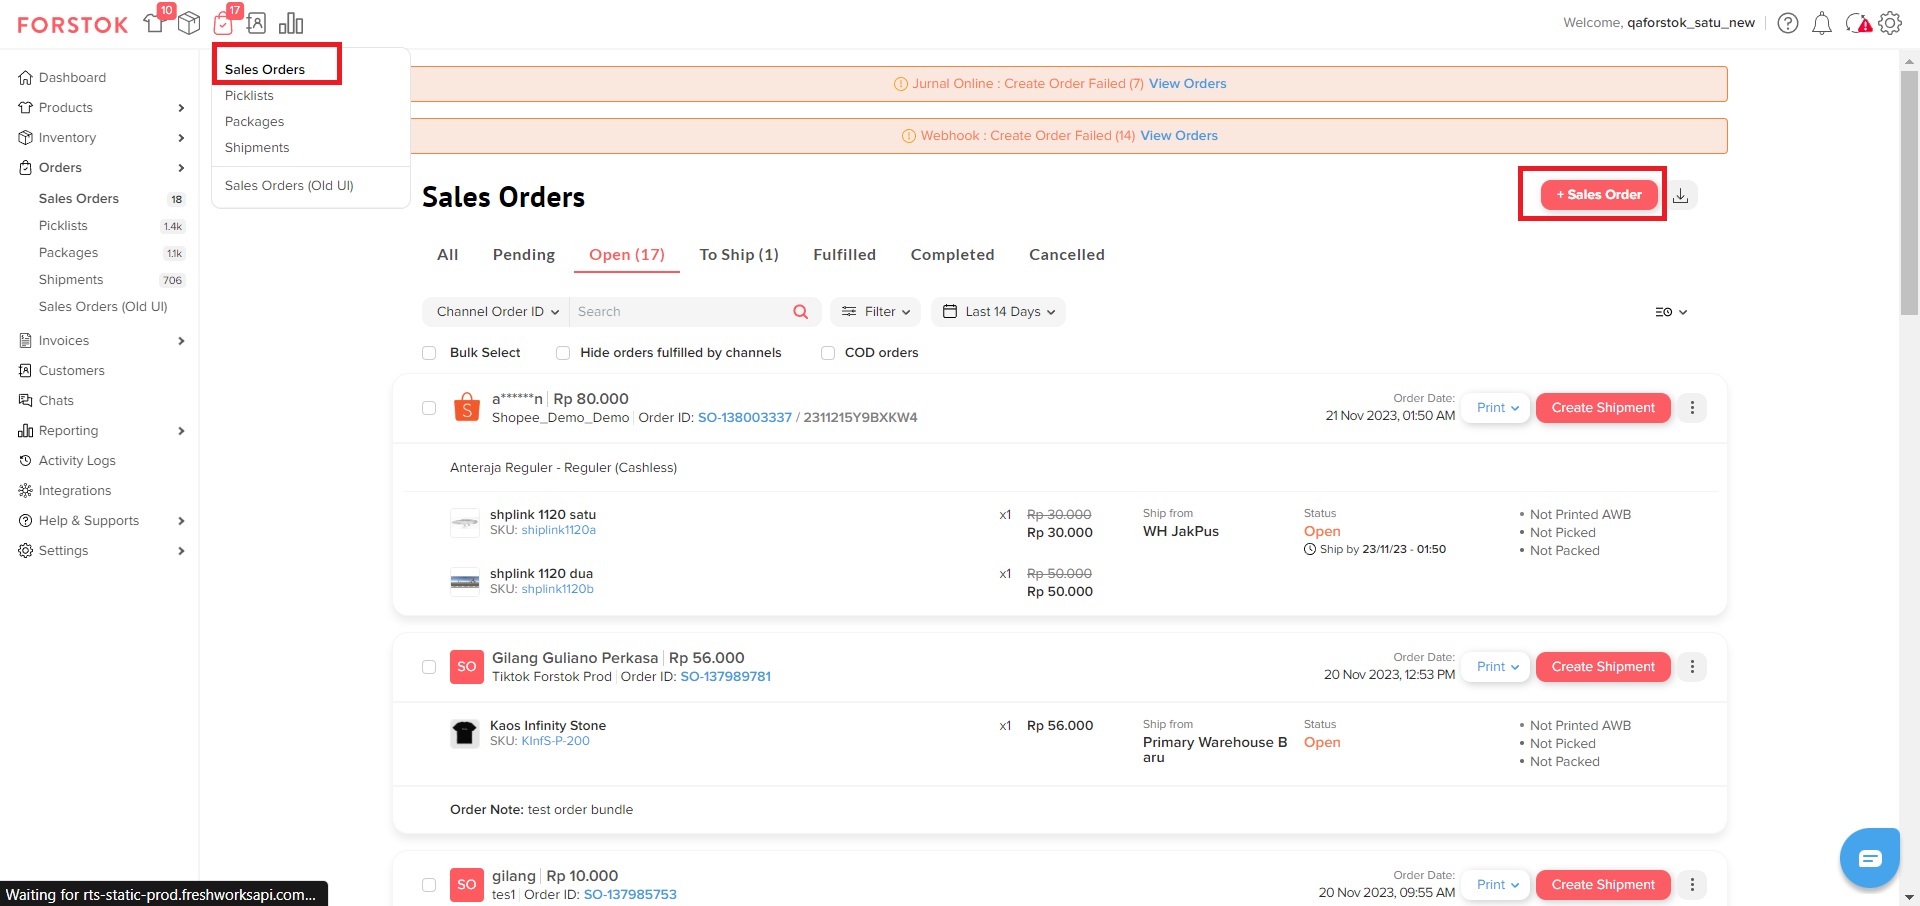 FORSTOK
10
17
Welcome, qaforstok_satu_new
Dashboard
Products
Inventory
Orders
Sales Orders 18
Picklists 1.4k
Packages 1.1k
Shipments 706
Sales Orders (Old UI)
Invoices
Customers
Chats
Reporting
Activity Logs
Integrations
Help & Supports
Settings
Sales Orders
Picklists
Packages
Shipments
Sales Orders (Old UI)
Jurnal Online : Create Order Failed (7) View Orders
Webhook : Create Order Failed (14) View Orders
Sales Orders
+ Sales Order
All Pending Open (17) To Ship (1) Fulfilled Completed Cancelled
Channel Order ID Search Filter Last 14 Days
Bulk Select Hide orders fulfilled by channels COD orders
a******n Rp 80.000
Shopee_Demo_Demo Order ID: SO-138003337 / 2311215Y9BXKW4
Order Date:
21 Nov 2023, 01:50 AM
Print Create Shipment
Anteraja Reguler - Reguler (Cashless)
shplink 1120 satu
SKU: shiplink1120a
x1 Rp 30.000
Rp 30.000
Ship from
WH JakPus
Status
Open
Ship by 23/11/23 - 01:50
• Not Printed AWB
• Not Picked
• Not Packed
shplink 1120 dua
SKU: shplink1120b
x1 Rp 50.000
Rp 50.000
SO
Gilang Guliano Perkasa Rp 56.000
Tiktok Forstok Prod Order ID: SO-137989781
Order Date:
20 Nov 2023, 12:53 PM
Print Create Shipment
Kaos Infinity Stone
SKU: KInfS-P-200
x1 Rp 56.000
Ship from
Primary Warehouse B
aru
Status
Open
• Not Printed AWB
• Not Picked
• Not Packed
Order Note: test order bundle
SO
gilang Rp 10.000
tes1 Order ID: SO-137985753
Order Date:
20 Nov 2023, 09:55 AM
Print Create Shipment
Waiting for rts-static-prod.freshworksapi.com...